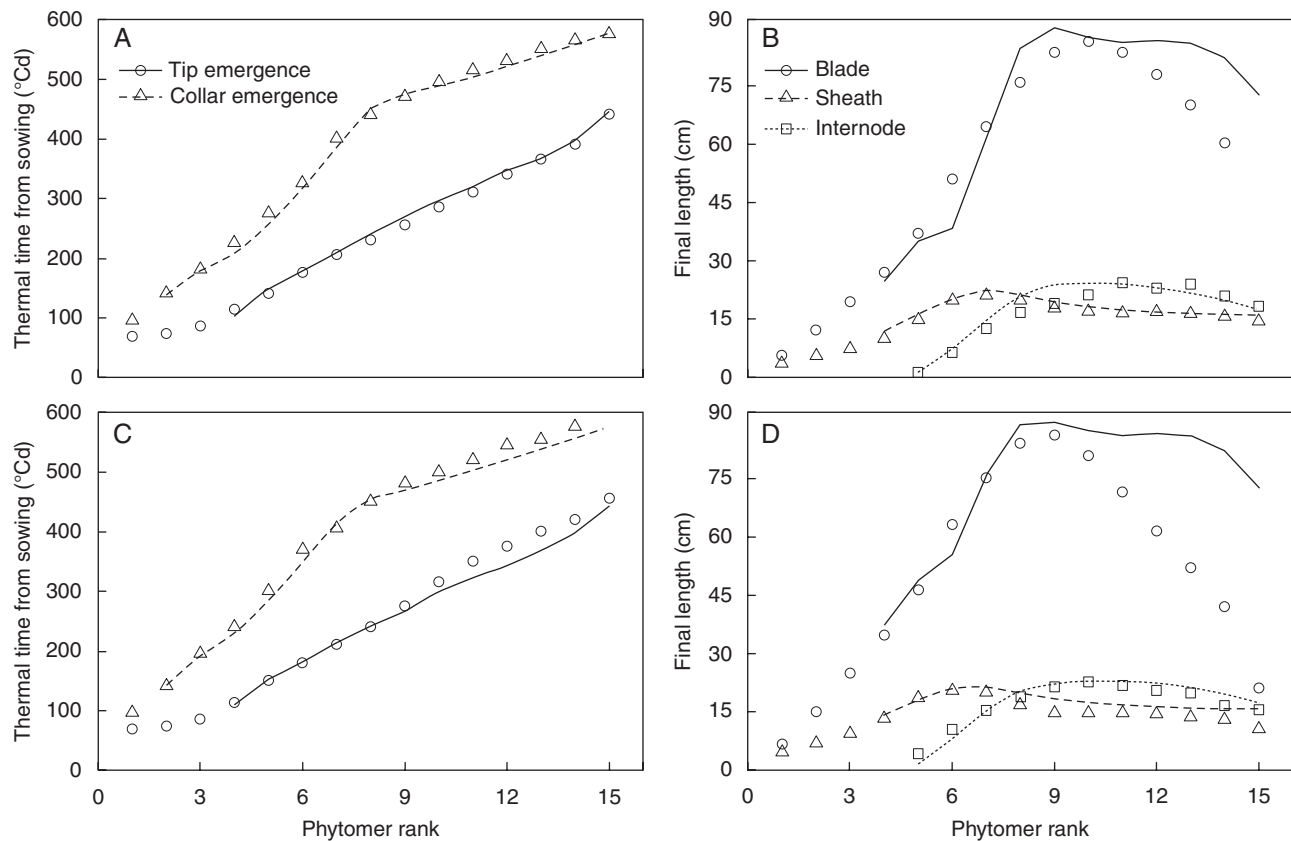 A
Tip emergence
Collar emergence
Thermal time from sowing (°Cd)
600
500
400
300
200
100
0
B
Blade
Sheath
Internode
Final length (cm)
90
75
60
45
30
15
0
C
Thermal time from sowing (°Cd)
600
500
400
300
200
100
0
0
3
6
9
12
15
Phytomer rank
D
Final length (cm)
90
75
60
45
30
15
0
0
3
6
9
12
15
Phytomer rank